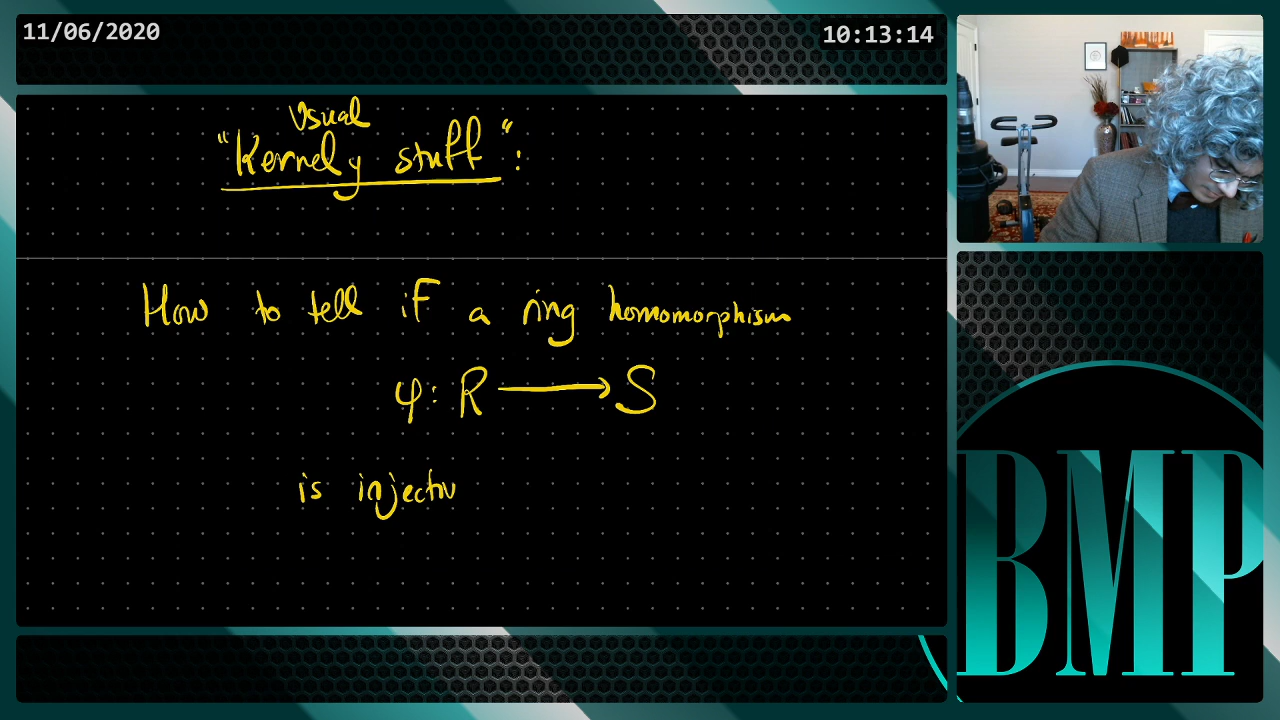 11/06/2020
10:13:14
Usual
"Kernely stuff":
How to tell if a ring homomorphism
φ: R ⟶ S
is injectiv
BMP